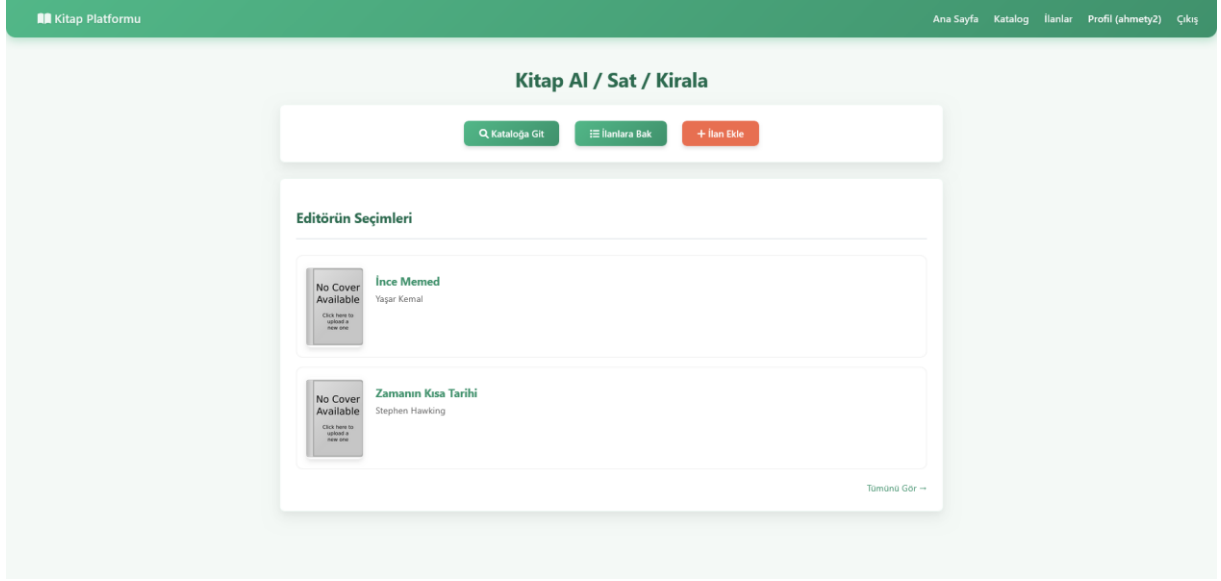 Kitap Platformu
Ana Sayfa Katalog İlanlar Profil (ahmety2) Çıkış
Kitap Al / Sat / Kirala
Kataloğa Git İlanlara Bak + İlan Ekle
Editörün Seçimleri
No Cover
Available
Click here to
upload a
new one
İnce Memed
Yaşar Kemal
No Cover
Available
Click here to
upload a
new one
Zamanın Kısa Tarihi
Stephen Hawking
Tümünü Gör →